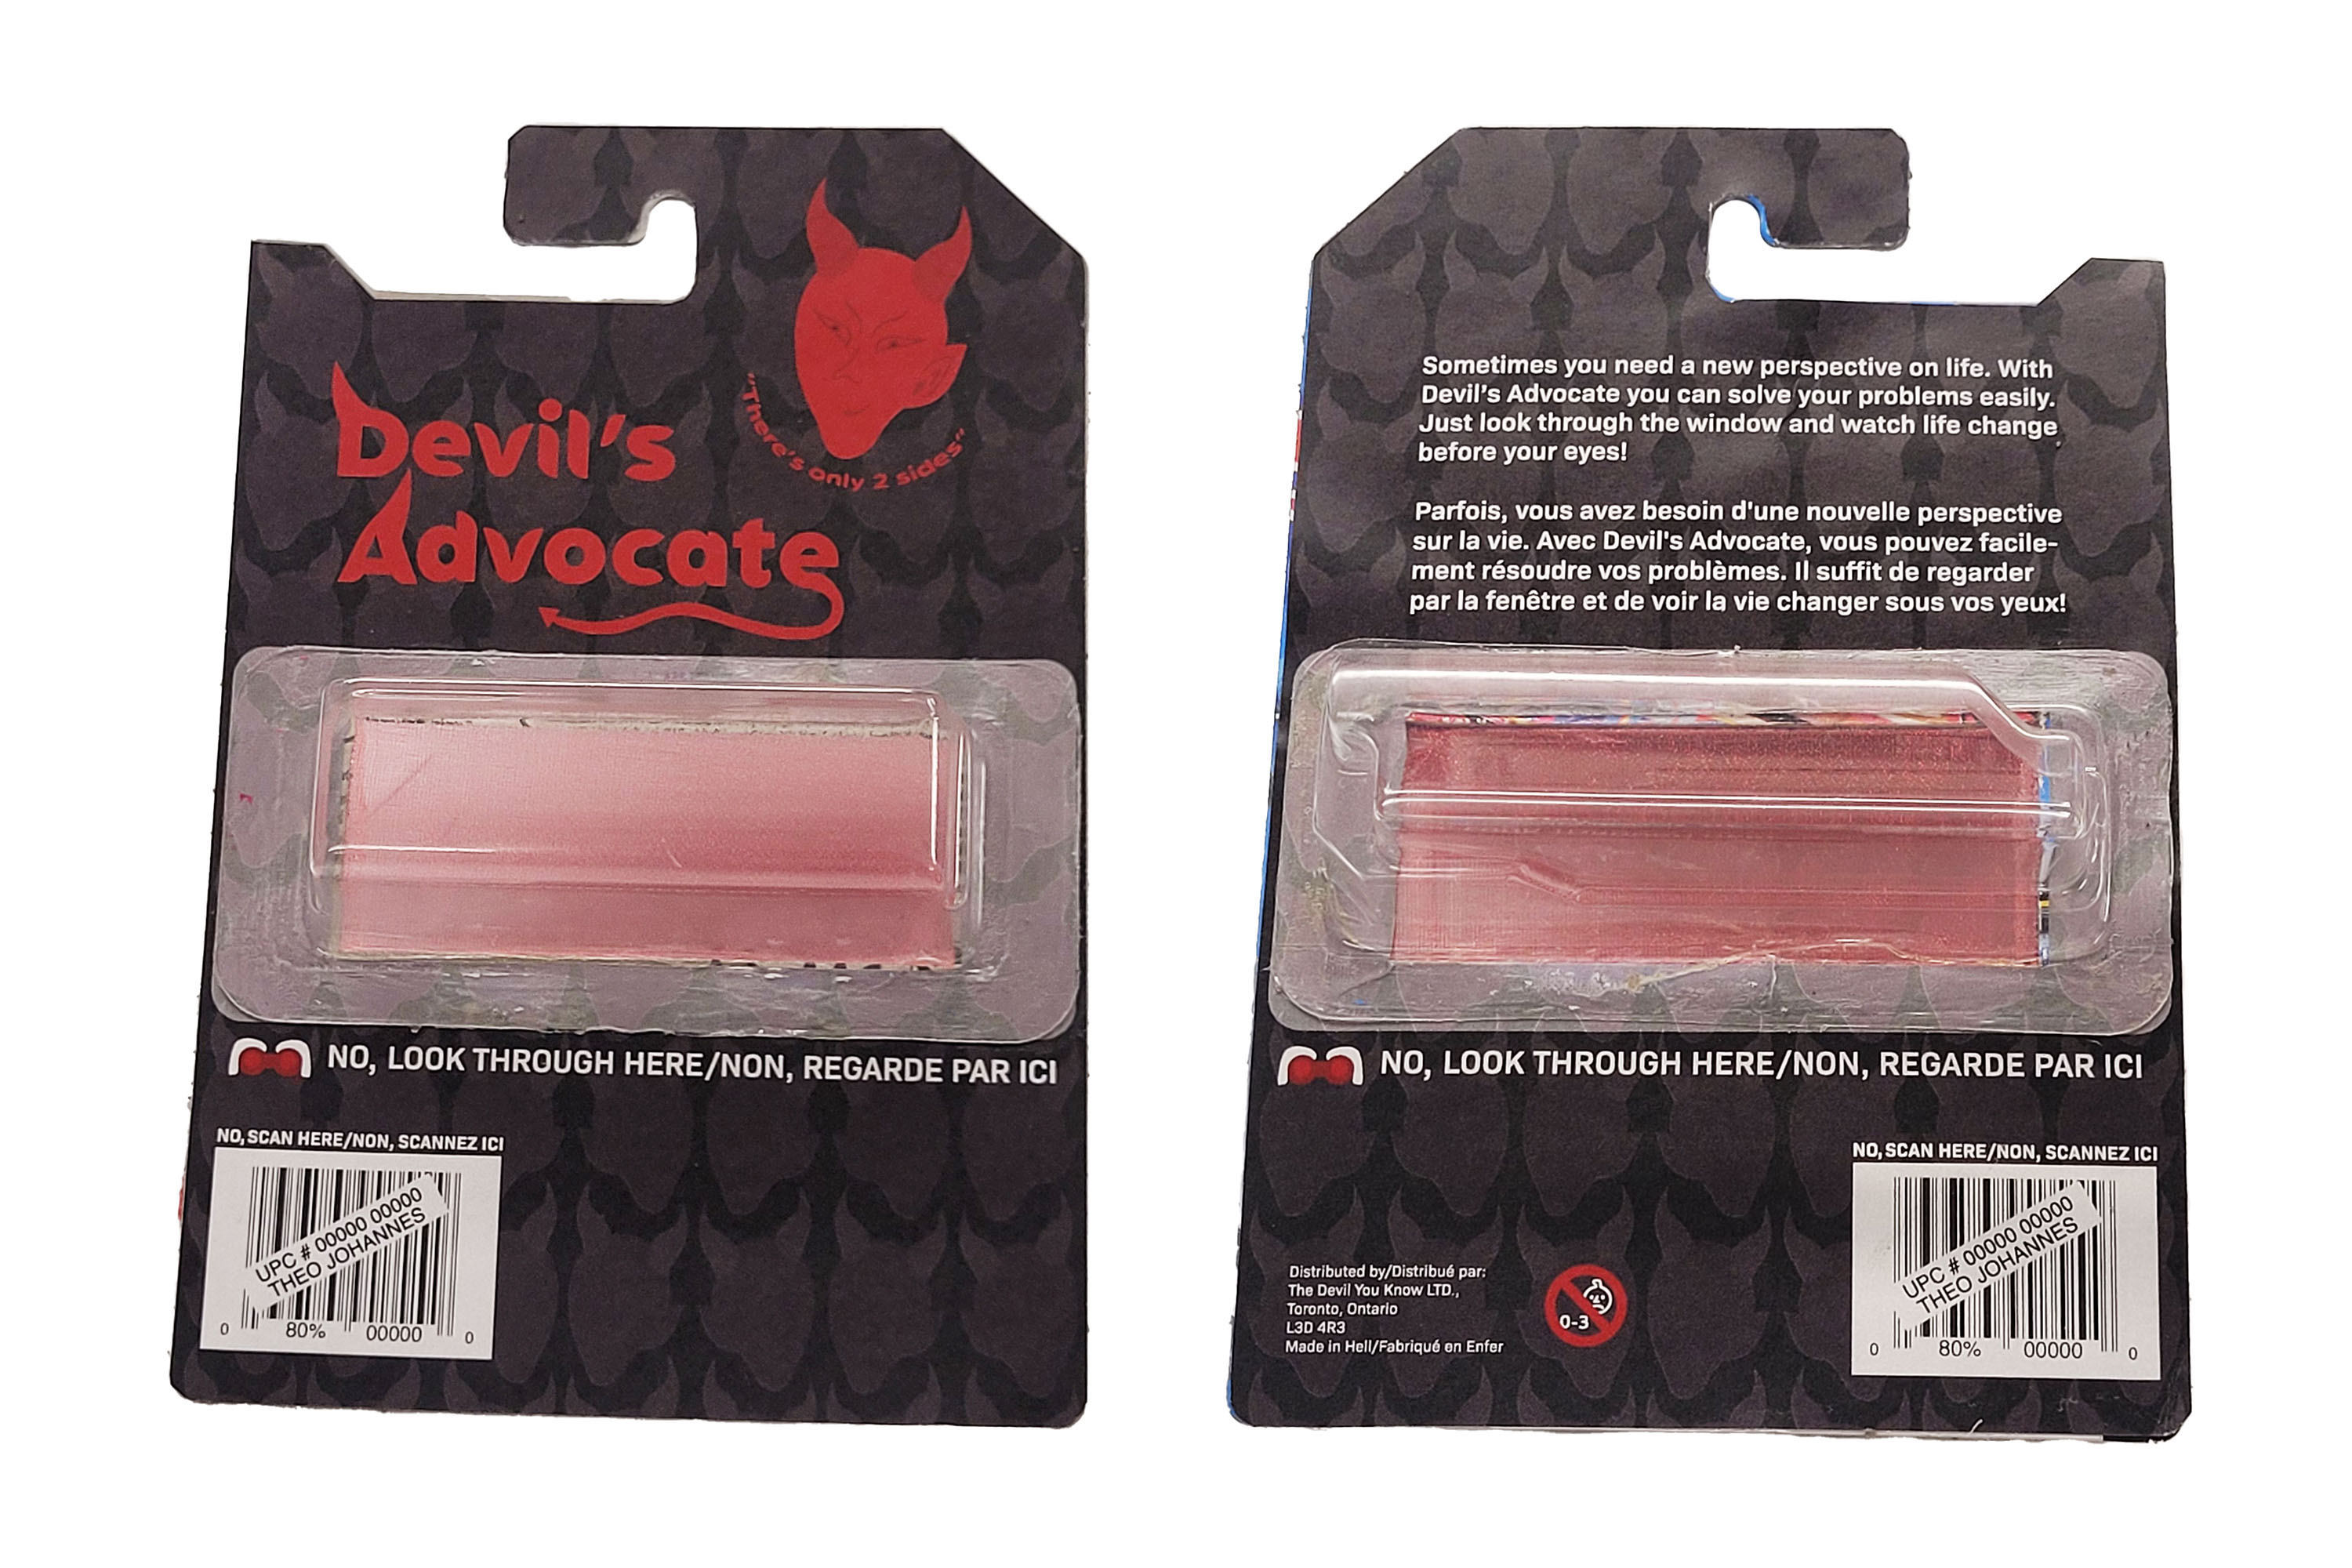 Devil's
Advocate
"There's only 2 sides"
NO, LOOK THROUGH HERE/NON, REGARDE PAR ICI
NO, SCAN HERE/NON, SCANNEZ ICI
UPC # 00000 00000
THEO JOHANNES
0 80% 00000 0
Sometimes you need a new perspective on life. With
Devil's Advocate you can solve your problems easily.
Just look through the window and watch life change
before your eyes!
Parfois, vous avez besoin d'une nouvelle perspective
sur la vie. Avec Devil's Advocate, vous pouvez facile-
ment résoudre vos problèmes. Il suffit de regarder
par la fenêtre et de voir la vie changer sous vos yeux!
NO, LOOK THROUGH HERE/NON, REGARDE PAR ICI
Distributed by/Distribué par:
The Devil You Know LTD.,
Toronto, Ontario
L3D 4R3
Made in Hell/Fabriqué en Enfer
0-3
NO, SCAN HERE/NON, SCANNEZ ICI
UPC # 00000 00000
THEO JOHANNES
0 80% 00000 0